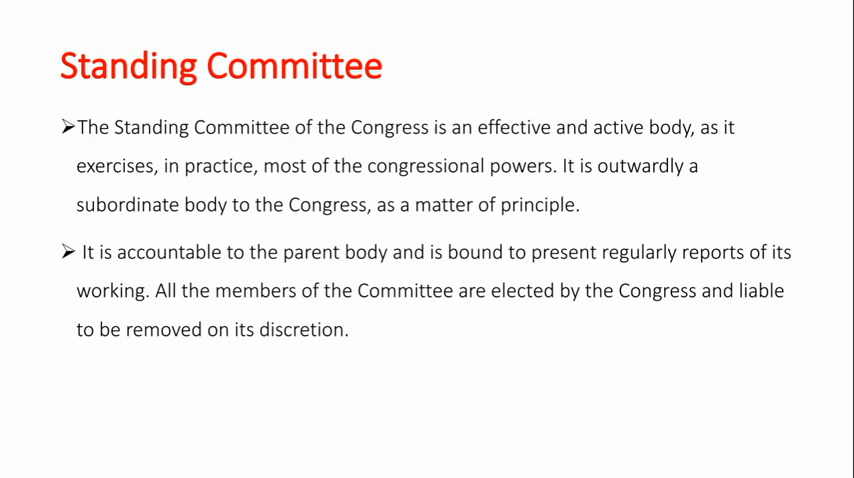 Standing Committee
➢The Standing Committee of the Congress is an effective and active body, as it
exercises, in practice, most of the congressional powers. It is outwardly a
subordinate body to the Congress, as a matter of principle.
➢ It is accountable to the parent body and is bound to present regularly reports of its
working. All the members of the Committee are elected by the Congress and liable
to be removed on its discretion.